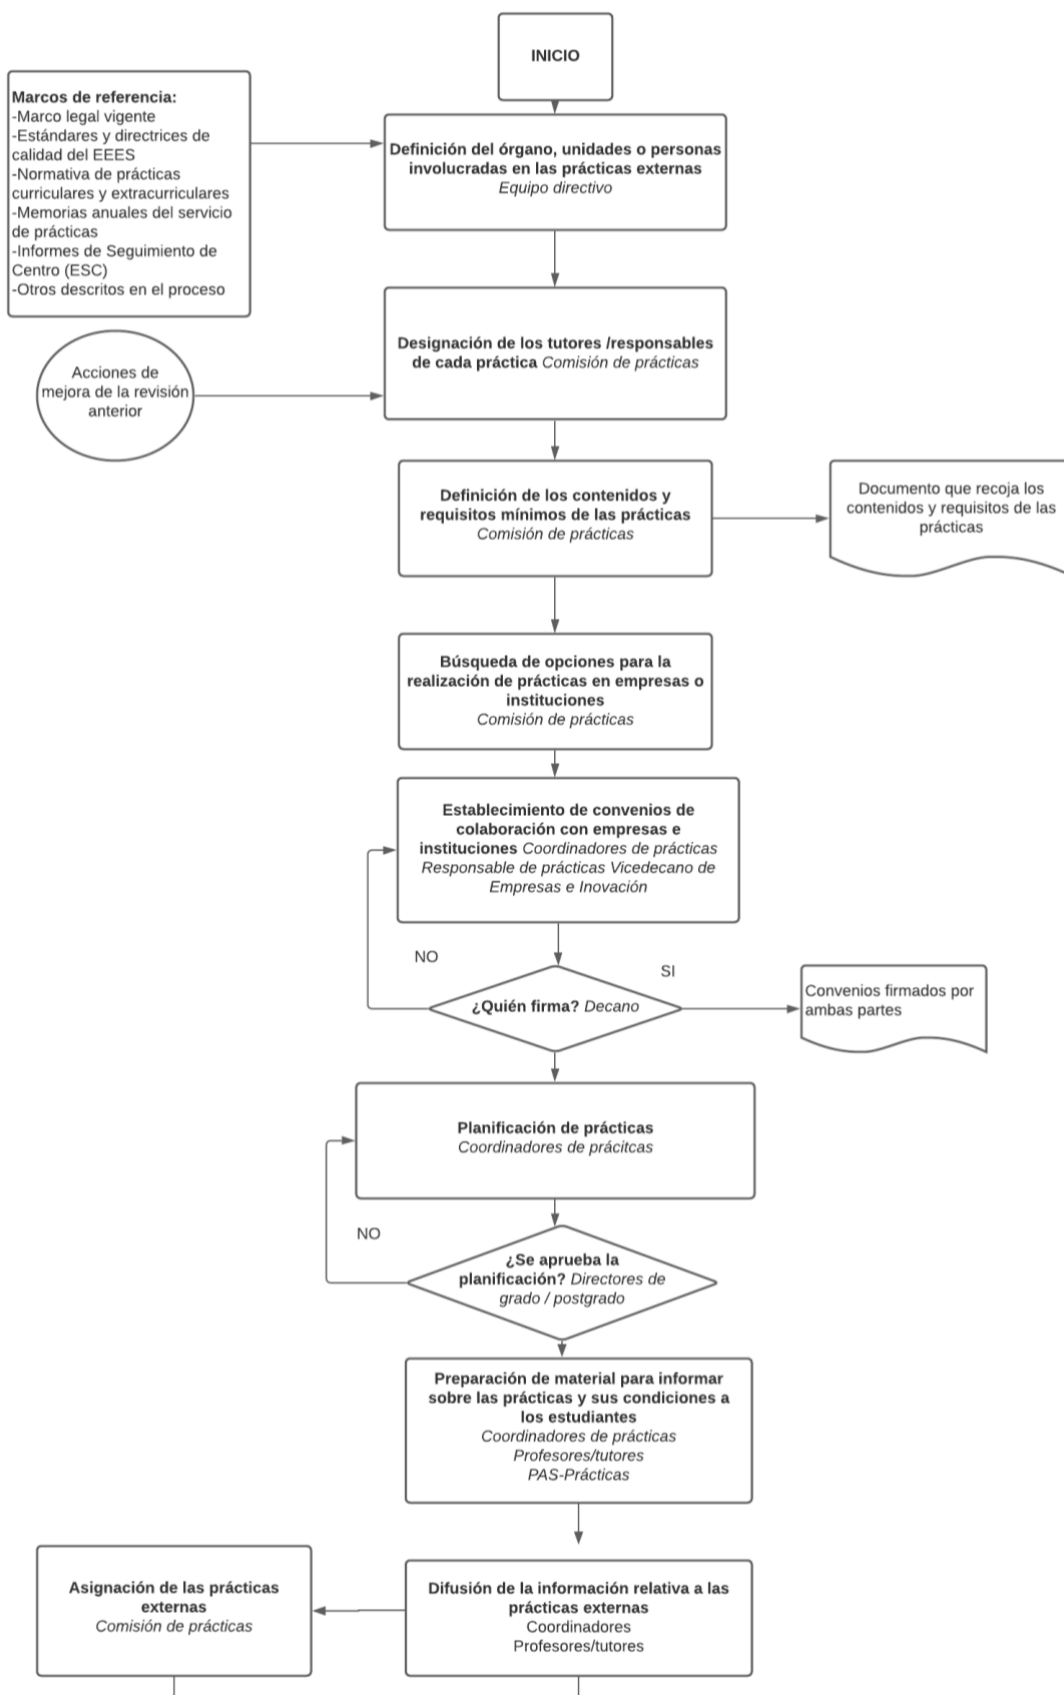 INICIO
Marcos de referencia:
-Marco legal vigente
-Estándares y directrices de
calidad del EEES
-Normativa de prácticas
curriculares y extracurriculares
-Memorias anuales del servicio
de prácticas
-Informes de Seguimiento de
Centro (ESC)
-Otros descritos en el proceso
Definición del órgano, unidades o personas
involucradas en las prácticas externas
Equipo directivo
Acciones de
mejora de la revisión
anterior
Designación de los tutores /responsables
de cada práctica Comisión de prácticas
Definición de los contenidos y
requisitos mínimos de las prácticas
Comisión de prácticas
Documento que recoja los
contenidos y requisitos de las
prácticas
Búsqueda de opciones para la
realización de prácticas en empresas o
instituciones
Comisión de prácticas
Establecimiento de convenios de
colaboración con empresas e
instituciones Coordinadores de prácticas
Responsable de prácticas Vicedecano de
Empresas e Inovación
NO
SI
¿Quién firma? Decano
Convenios firmados por
ambas partes
Planificación de prácticas
Coordinadores de prácitcas
NO
¿Se aprueba la
planificación? Directores de
grado / postgrado
Preparación de material para informar
sobre las prácticas y sus condiciones a
los estudiantes
Coordinadores de prácticas
Profesores/tutores
PAS-Prácticas
Asignación de las prácticas
externas
Comisión de prácticas
Difusión de la información relativa a las
prácticas externas
Coordinadores
Profesores/tutores